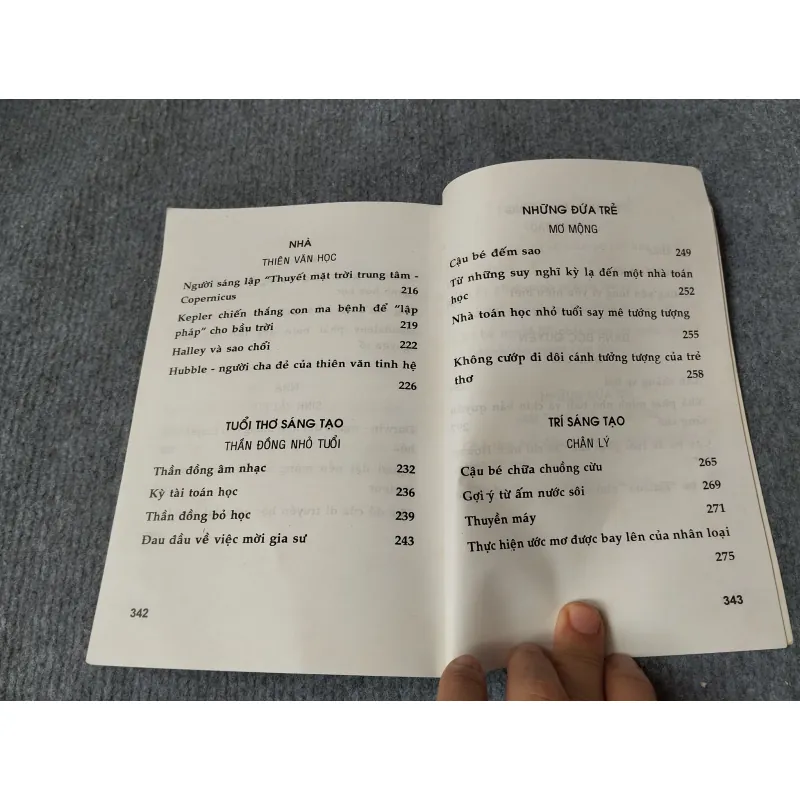 NHÀ
THIÊN VĂN HỌC
Người sáng lập "Thuyết mặt trời trung tâm -
Copernicus 216
Kepler chiến thắng con ma bệnh để "lập
pháp" cho bầu trời 219
Halley và sao chổi 222
Hubble - người cha đẻ của thiên văn tinh hệ
226
TUỔI THƠ SÁNG TẠO
THẦN ĐỒNG NHỎ TUỔI
Thần đồng âm nhạc 232
Kỳ tài toán học 236
Thần đồng bỏ học 239
Đau đầu về việc mời gia sư 243
342
NHỮNG ĐỨA TRẺ
MƠ MỘNG
Cậu bé đếm sao 249
Từ những suy nghĩ kỳ lạ đến một nhà toán
học 252
Nhà toán học nhỏ tuổi say mê tưởng tượng
255
Không cướp đi dôi cánh tưởng tượng của trẻ
thơ 258
TRÍ SÁNG TẠO
CHÂN LÝ
Cậu bé chữa chuồng cừu 265
Gợi ý từ ấm nước sôi 269
Thuyền máy 271
Thực hiện ước mơ được bay lên của nhân loại
275
343